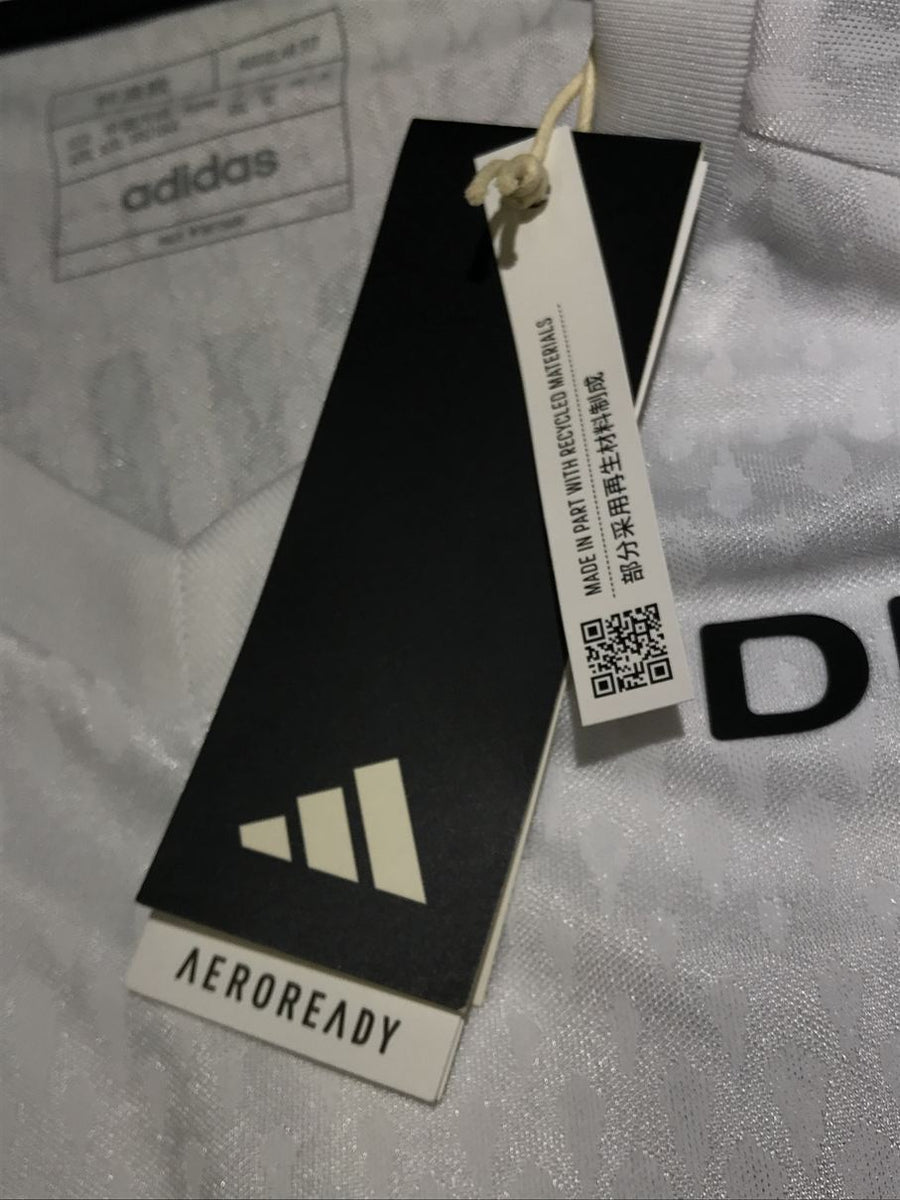 adidas
MADE IN PART WITH RECYCLED MATERIALS
部分采用再生材料制成
D
AEROREADY